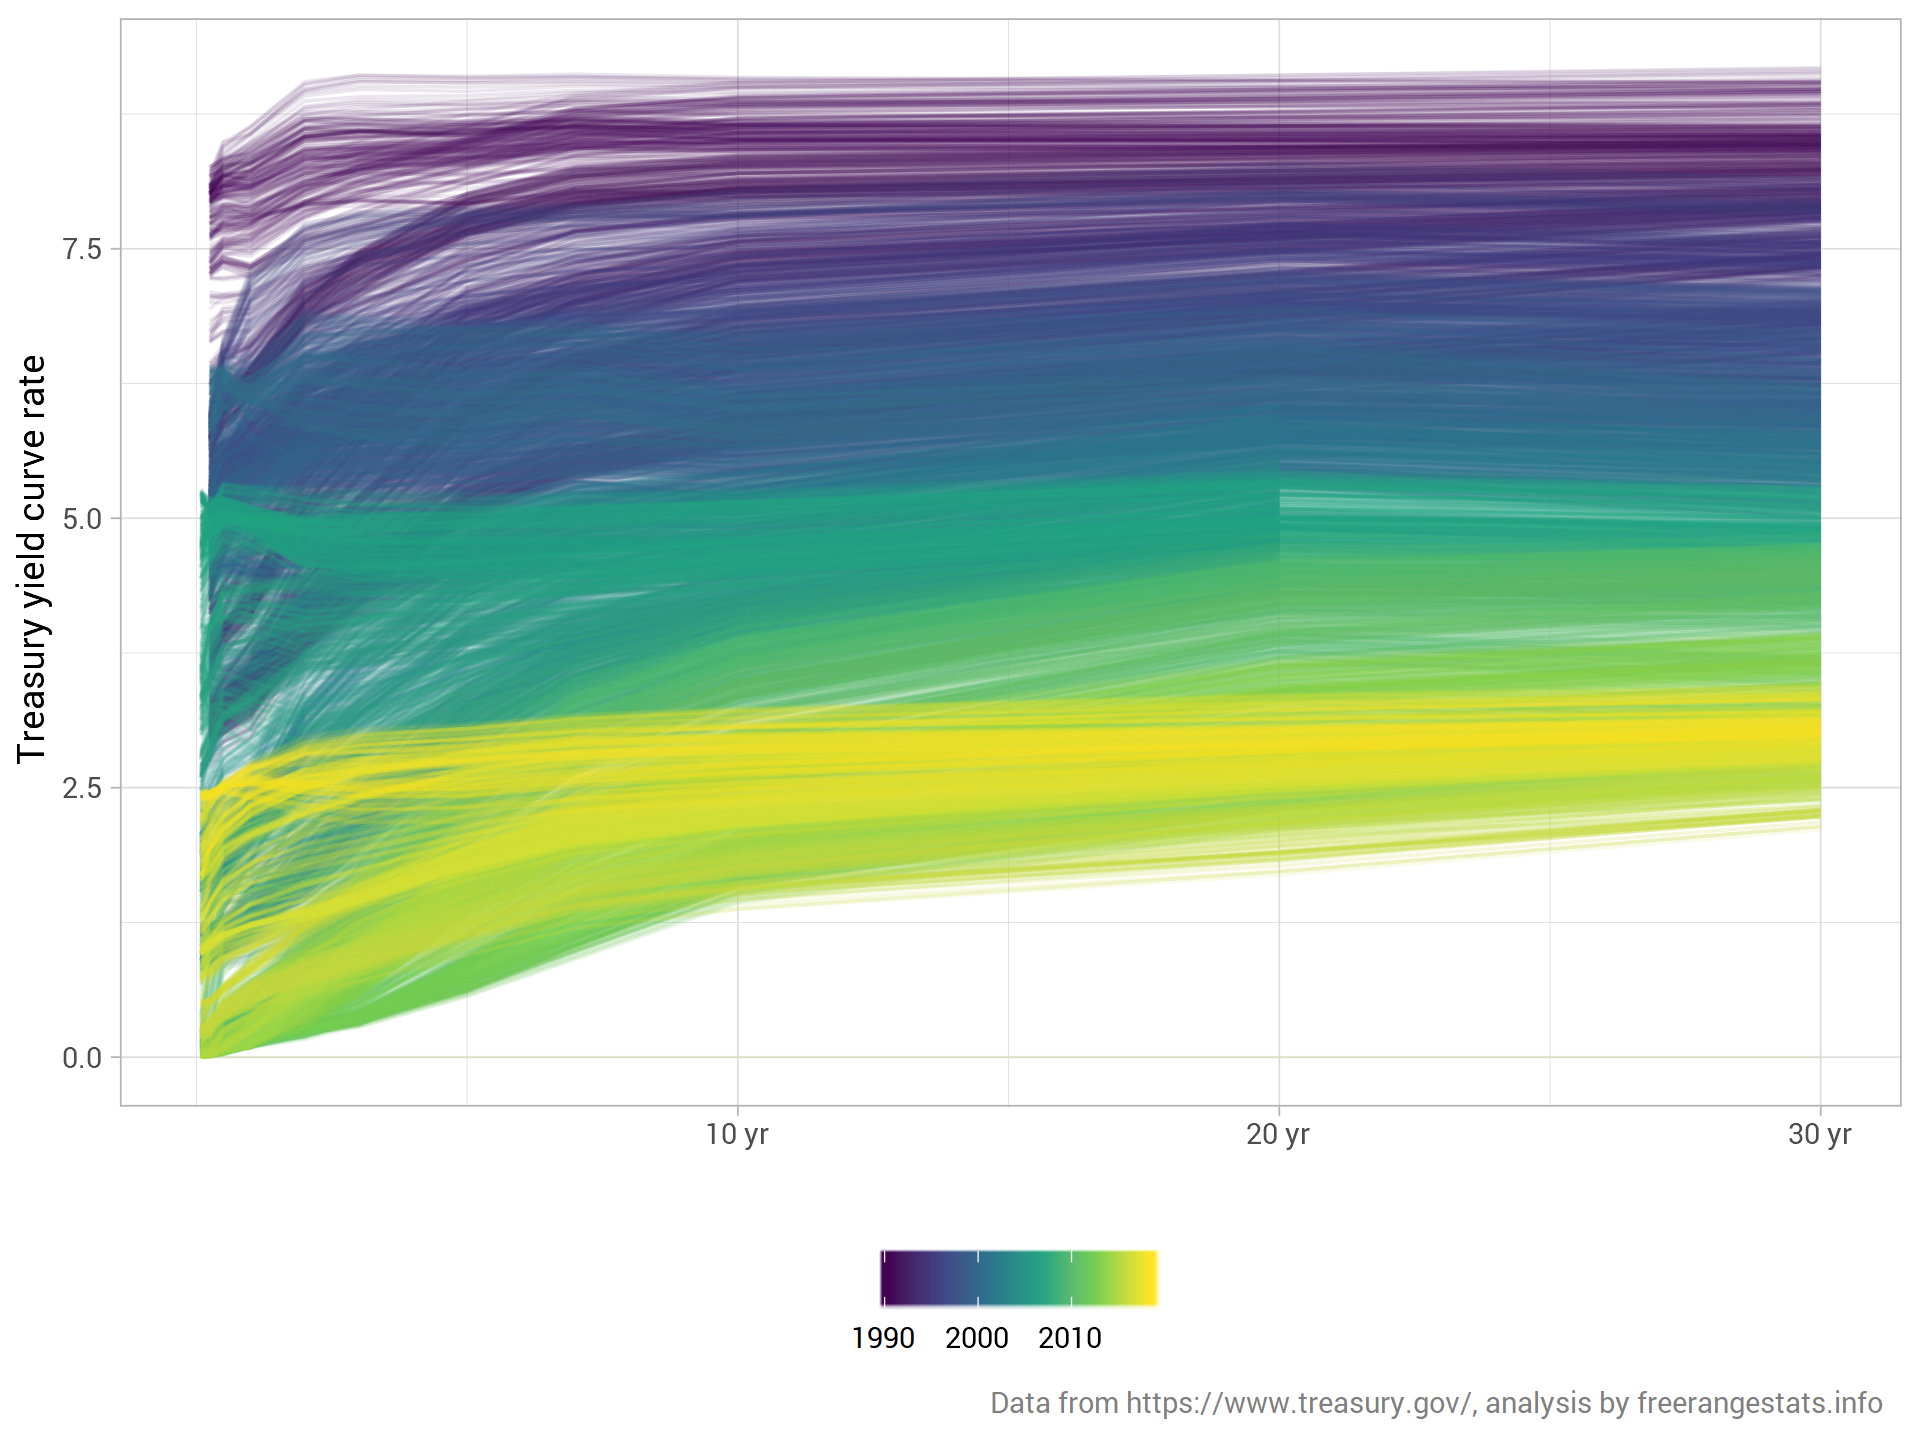 Treasury yield curve rate
7.5
5.0
2.5
0.0
10 yr
20 yr
30 yr
1990
2000
2010
Data from https://www.treasury.gov/, analysis by freerangestats.info